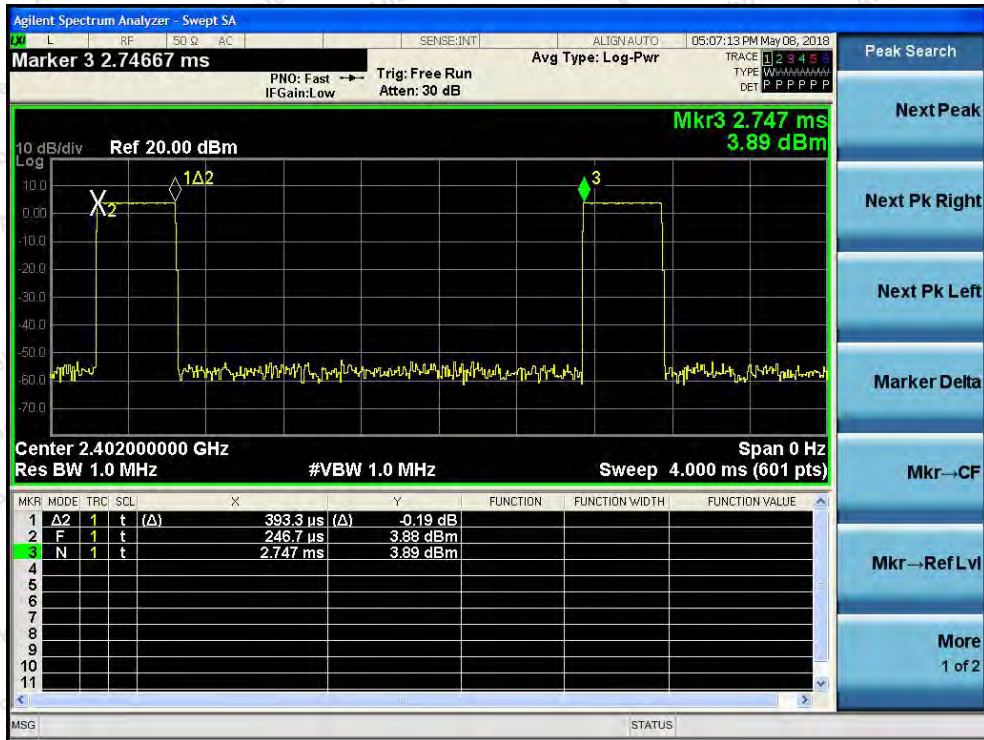 Agilent Spectrum Analyzer - Swept SA
LXI L RF 50 Ω AC SENSE:INT ALIGN AUTO 05:07:13 PM May 08, 2018
Marker 3 2.74667 ms
PNO: Fast
IFGain:Low
Trig: Free Run
Atten: 30 dB
Avg Type: Log-Pwr
TRACE 1 2 3 4 5 6
TYPE W
DET P P P P P P
Peak Search
Next Peak
Next Pk Right
Next Pk Left
Marker Delta
Mkr→CF
Mkr→RefLvl
More
1 of 2
Mkr3 2.747 ms
3.89 dBm
10 dB/div Ref 20.00 dBm
Log
10.0
0.00
-10.0
-20.0
-30.0
-40.0
-50.0
-60.0
-70.0
X2
1Δ2
3
Center 2.402000000 GHz Span 0 Hz
Res BW 1.0 MHz #VBW 1.0 MHz Sweep 4.000 ms (601 pts)
MKR MODE TRC SCL X Y FUNCTION FUNCTION WIDTH FUNCTION VALUE
1 Δ2 1 t (Δ) 393.3 µs (Δ) -0.19 dB
2 F 1 t 246.7 µs 3.88 dBm
3 N 1 t 2.747 ms 3.89 dBm
4
5
6
7
8
9
10
11
MSG STATUS